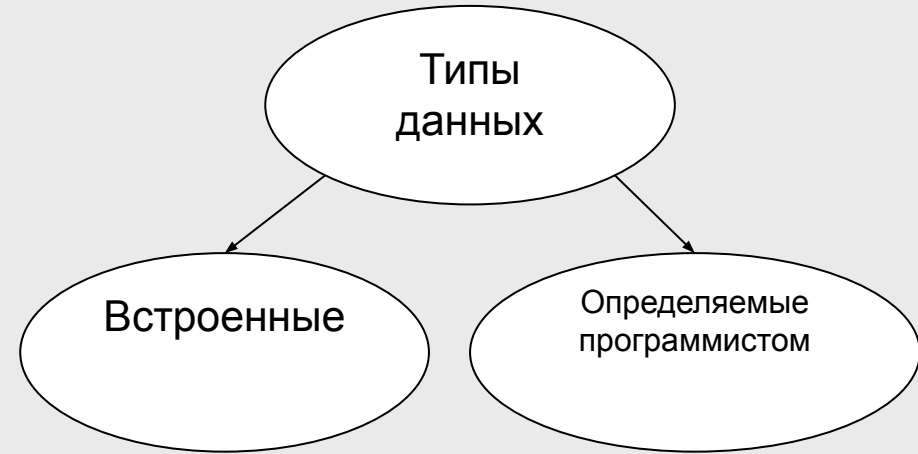 Типы
данных
Встроенные
Определяемые
программистом